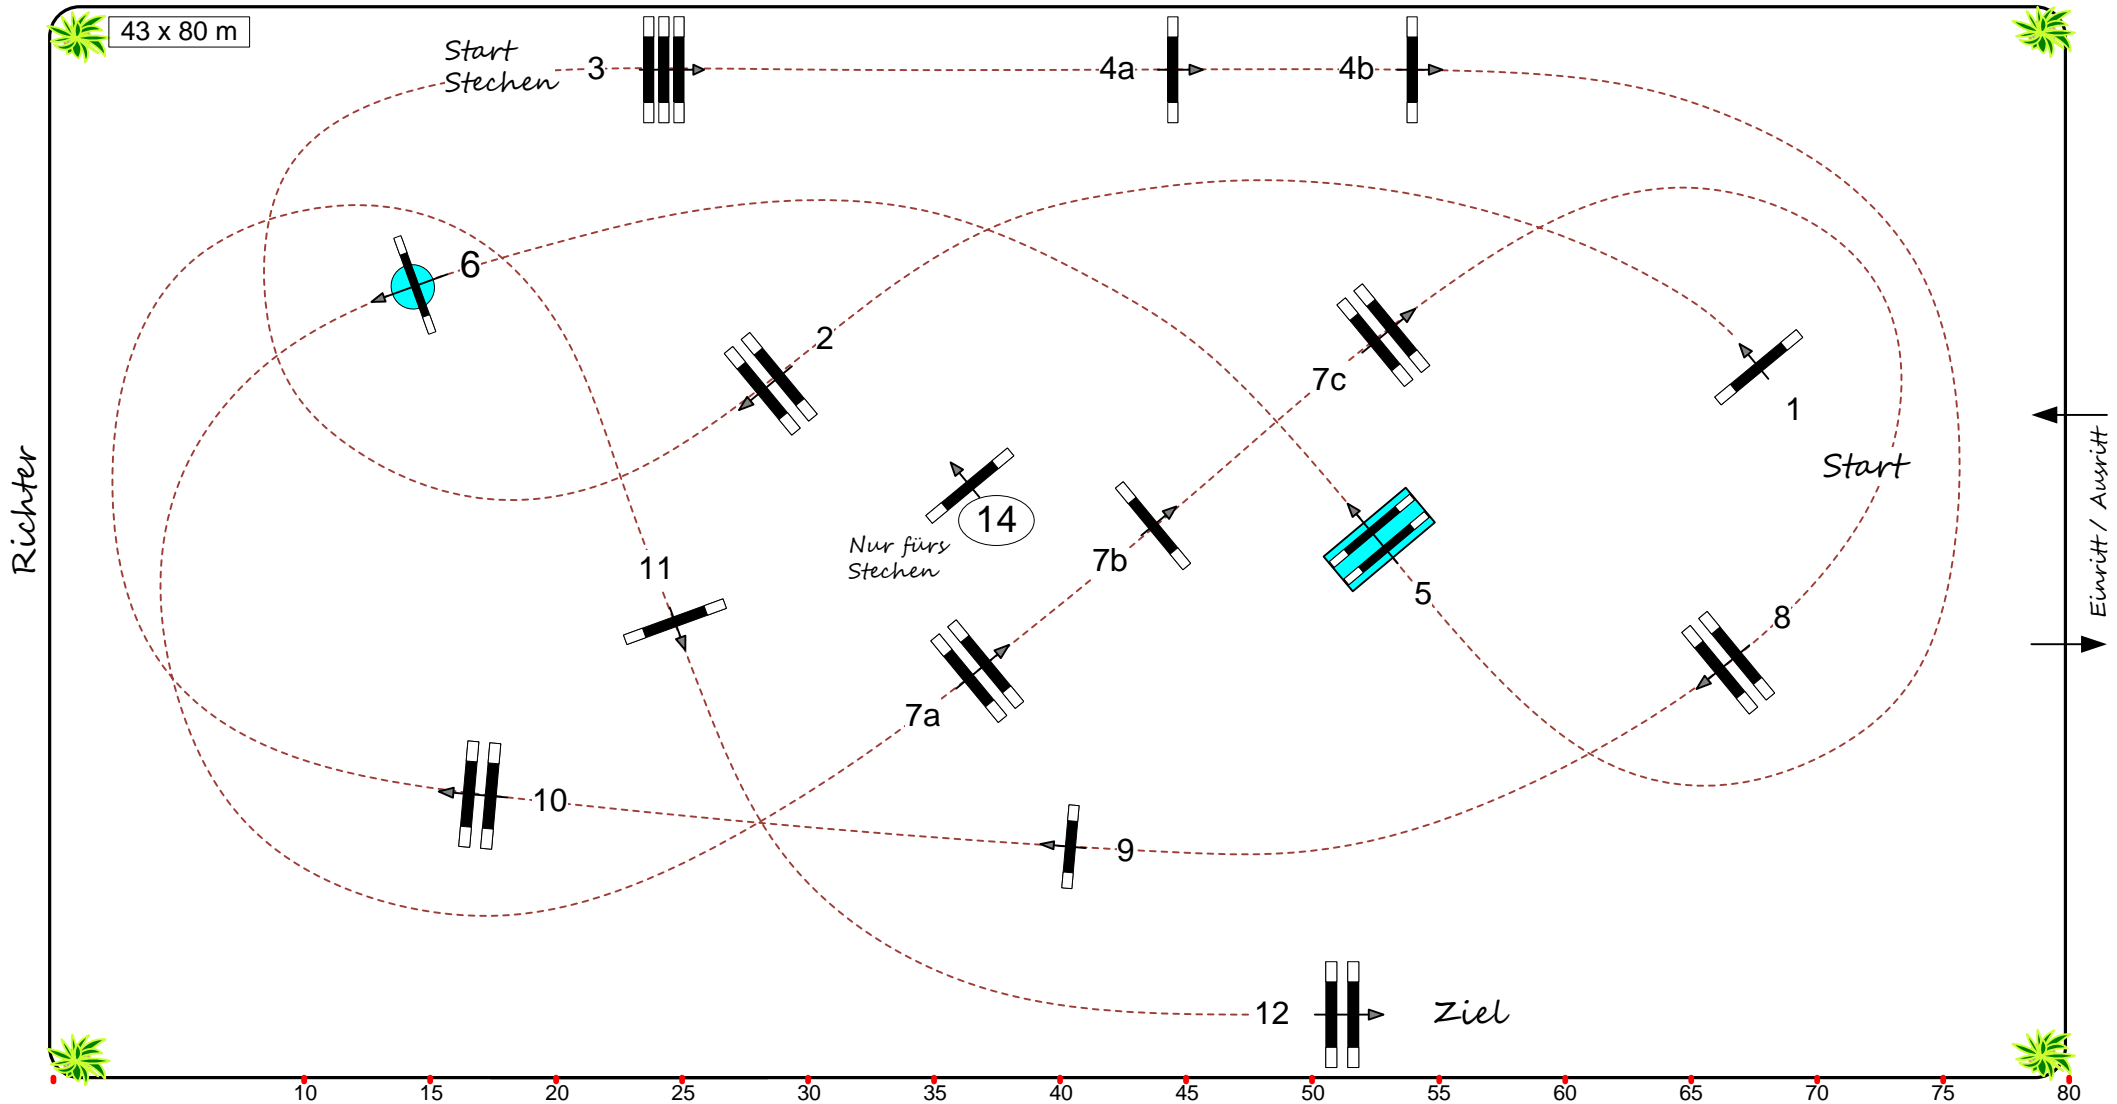 43 x 80 m
Start
Stechen
3
4a
4b
6
2
7c
1
Start
Richter
Einritt / Ausritt
14
Nur fürs
Stechen
11
7b
5
8
7a
10
9
12
Ziel
10 15 20 25 30 35 40 45 50 55 60 65 70 75 80